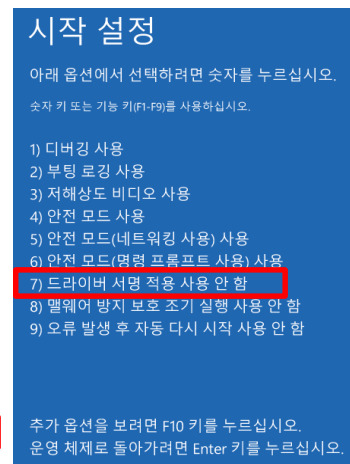 시작 설정
아래 옵션에서 선택하려면 숫자를 누르십시오.
숫자 키 또는 기능 키(F1-F9)를 사용하십시오.
1) 디버깅 사용
2) 부팅 로깅 사용
3) 저해상도 비디오 사용
4) 안전 모드 사용
5) 안전 모드(네트워킹 사용) 사용
6) 안전 모드(명령 프롬프트 사용) 사용
7) 드라이버 서명 적용 사용 안 함
8) 맬웨어 방지 보호 조기 실행 사용 안 함
9) 오류 발생 후 자동 다시 시작 사용 안 함
추가 옵션을 보려면 F10 키를 누르십시오.
운영 체제로 돌아가려면 Enter 키를 누르십시오.